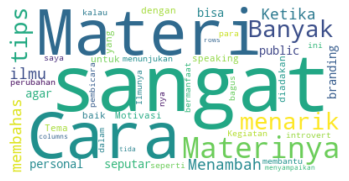 kalau dengan bisa Ketika
tips Materi Banyak
saya yang para
ilmu untuk menunjukan rows public ini
perubahan pembicara Ilmunya speaking
agar sangat diadakan branding
membahas baik Motivasi nya bagus bermanfaat
Tema dalam Cara menarik
columns tida Materinya Kegiatan introvert
personal seputar Menambah membantu
seperti menyampaikan